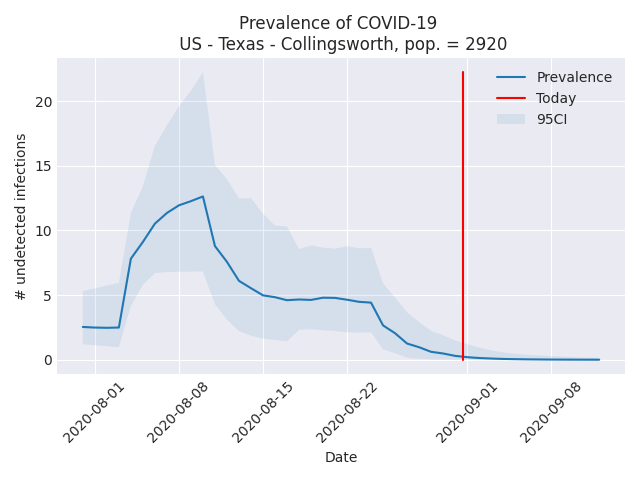 Prevalence of COVID-19
US - Texas - Collingsworth, pop. = 2920
Prevalence
Today
95CI
# undetected infections
20
15
10
5
0
2020-08-01
2020-08-08
2020-08-15
2020-08-22
2020-09-01
2020-09-08
Date